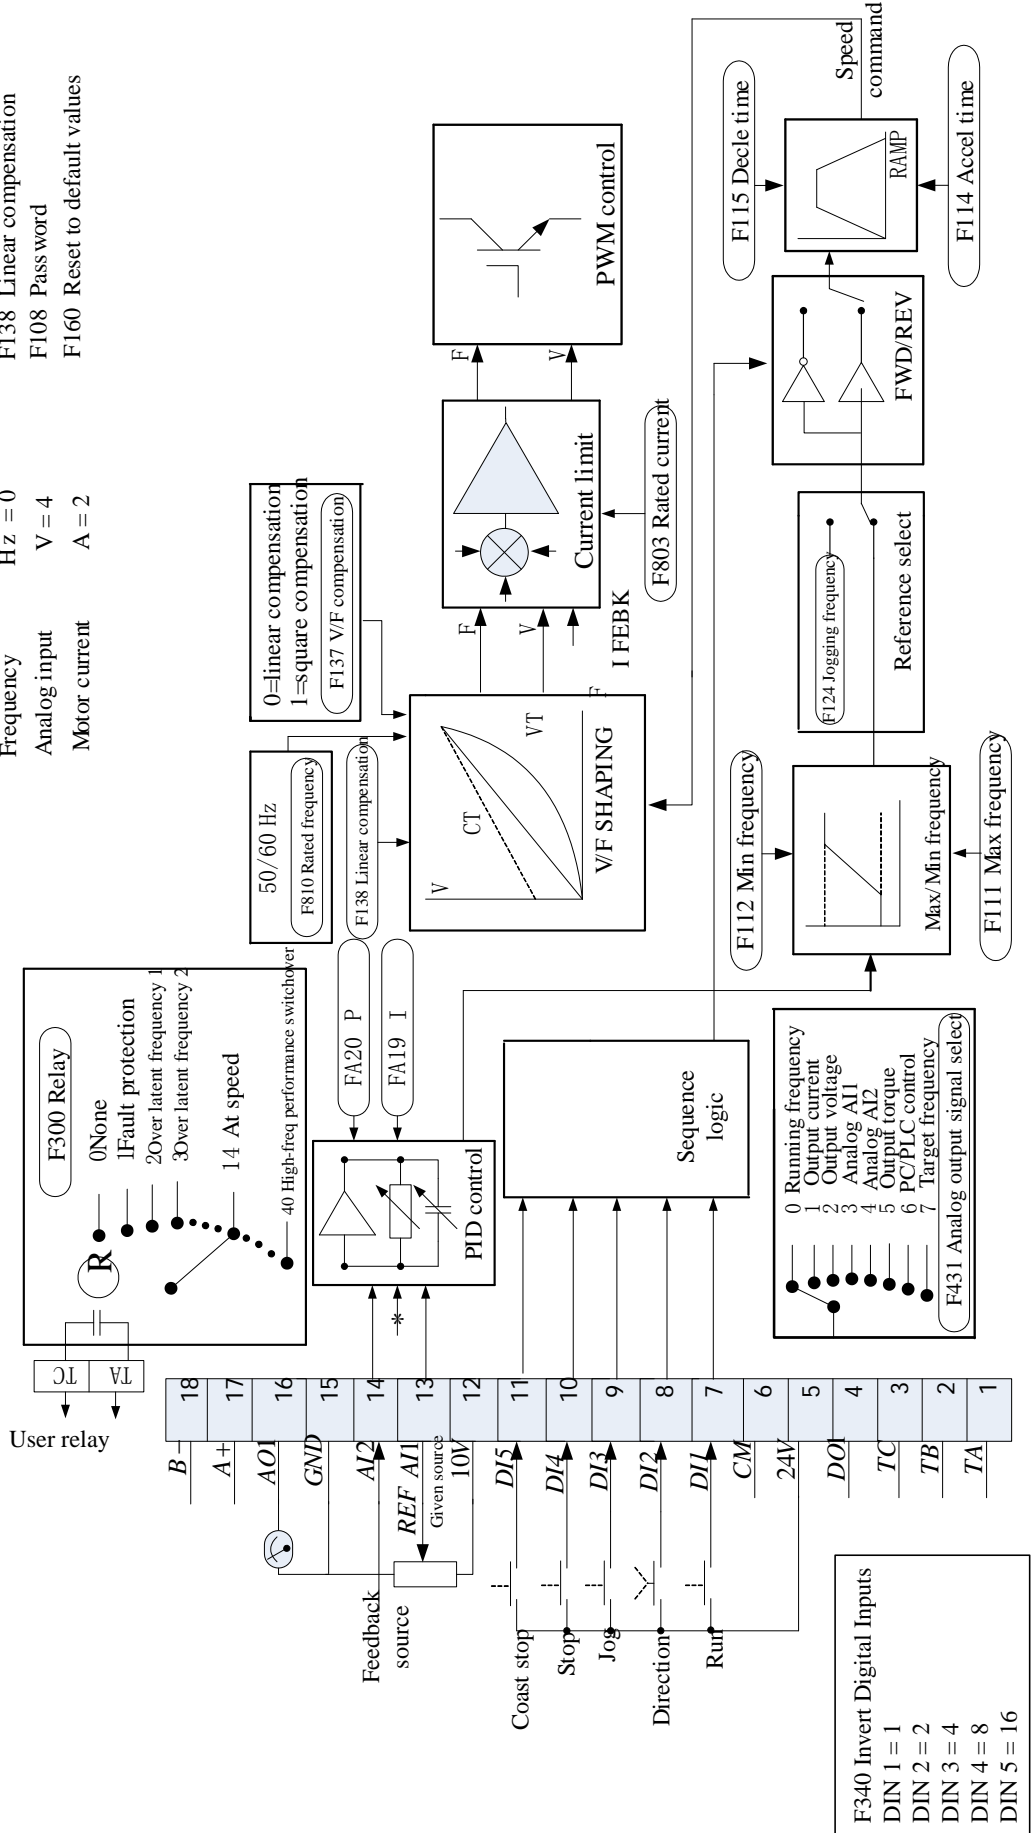 Frequency Hz = 0
Analog input V = 4
Motor current A = 2
F138 Linear compensation
F108 Password
F160 Reset to default values
User relay
TC
TA
R
F300 Relay
0None
1Fault protection
2Over latent frequency 1
3Over latent frequency 2
14 At speed
40 High-freq performance switchover
50/60 Hz
F810 Rated frequency
0=linear compensation
1=square compensation
F137 V/F compensation
F138 Linear compensation
FA20 P
FA19 I
PID control
*
V
CT
VT
F
V/F SHAPING
F
V
I FEBK
Current limit
F803 Rated current
F
V
PWM control
B-
A+
AO1
GND
AI2
REF AI1
Given source
10V
DI5
DI4
DI3
DI2
DI1
CM
24V
DO1
TC
TB
TA
18
17
16
15
14
13
12
11
10
9
8
7
6
5
4
3
2
1
Feedback
source
Coast stop
Stop
Jog
Direction
Run
Sequence
logic
F112 Min frequency
Max/Min frequency
F111 Max frequency
F124 Jogging frequency
Reference select
FWD/REV
F115 Decle time
RAMP
F114 Accel time
Speed
command
0 Running frequency
1 Output current
2 Output voltage
3 Analog AI1
4 Analog AI2
5 Output torque
6 PC/PLC control
7 Target frequency
F431 Analog output signal select
F340 Invert Digital Inputs
DIN 1 = 1
DIN 2 = 2
DIN 3 = 4
DIN 4 = 8
DIN 5 = 16